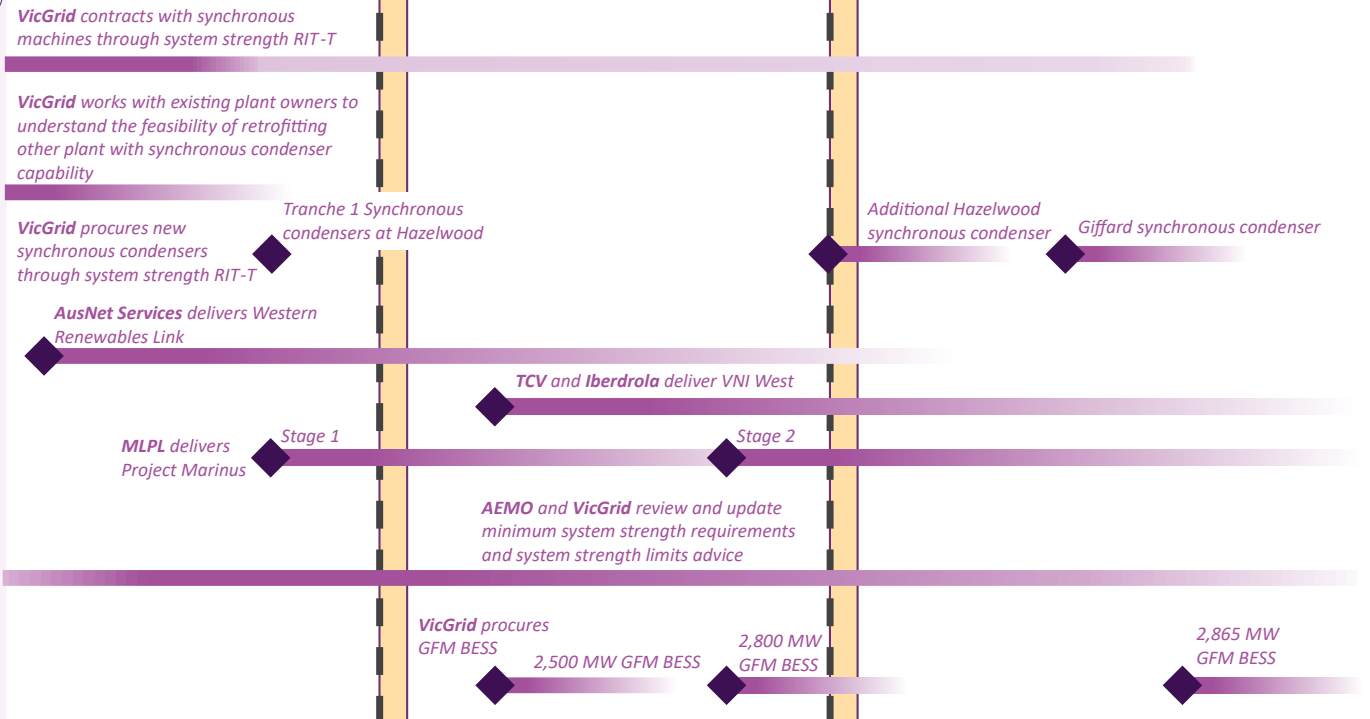 VicGrid contracts with synchronous
machines through system strength RIT-T
VicGrid works with existing plant owners to
understand the feasibility of retrofitting
other plant with synchronous condenser
capability
VicGrid procures new
synchronous condensers
through system strength RIT-T
Tranche 1 Synchronous
condensers at Hazelwood
Additional Hazelwood
synchronous condenser
Giffard synchronous condenser
AusNet Services delivers Western
Renewables Link
TCV and Iberdrola deliver VNI West
MLPL delivers
Project Marinus
Stage 1
Stage 2
AEMO and VicGrid review and update
minimum system strength requirements
and system strength limits advice
VicGrid procures
GFM BESS
2,500 MW GFM BESS
2,800 MW
GFM BESS
2,865 MW
GFM BESS